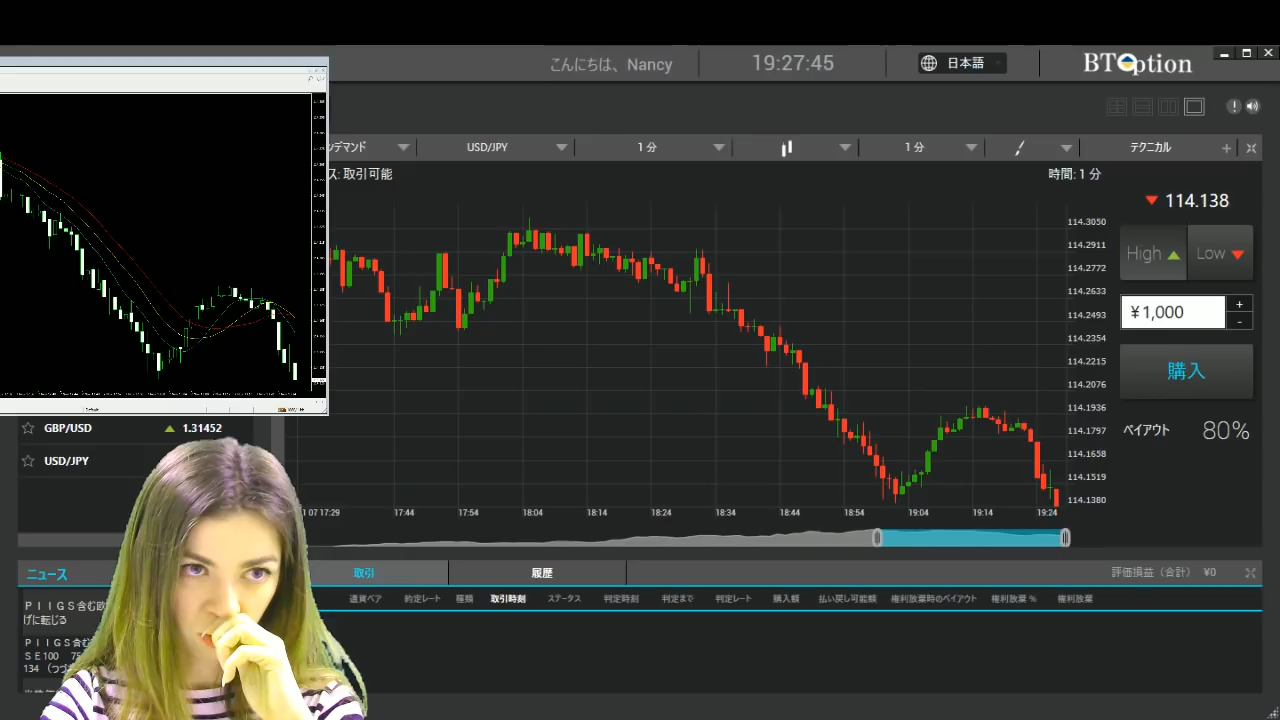 こんにちは、Nancy
19:27:45
日本語
BTOption
ンデマンド
USD/JPY
1 分
1 分
テクニカル
ス: 取引可能
時間: 1 分
114.138
High
Low
¥1,000
+
-
購入
ペイアウト
80%
114.3050
114.2911
114.2772
114.2633
114.2493
114.2354
114.2215
114.2076
114.1936
114.1797
114.1658
114.1519
114.1380
07 17:29
17:44
17:54
18:04
18:14
18:24
18:34
18:44
18:54
19:04
19:14
19:24
GBP/USD
1.31452
USD/JPY
ニュース
取引
履歴
評価損益（合計） ¥0
通貨ペア
約定レート
種類
取引時刻
ステータス
判定時刻
判定まで
判定レート
購入額
払い戻し可能額
権利放棄時のペイアウト
権利放棄 %
権利放棄
ＰＩＩＧＳ含む欧
げに転じる
ＰＩＩＧＳ含む
ＳＥ100
134 （つづ